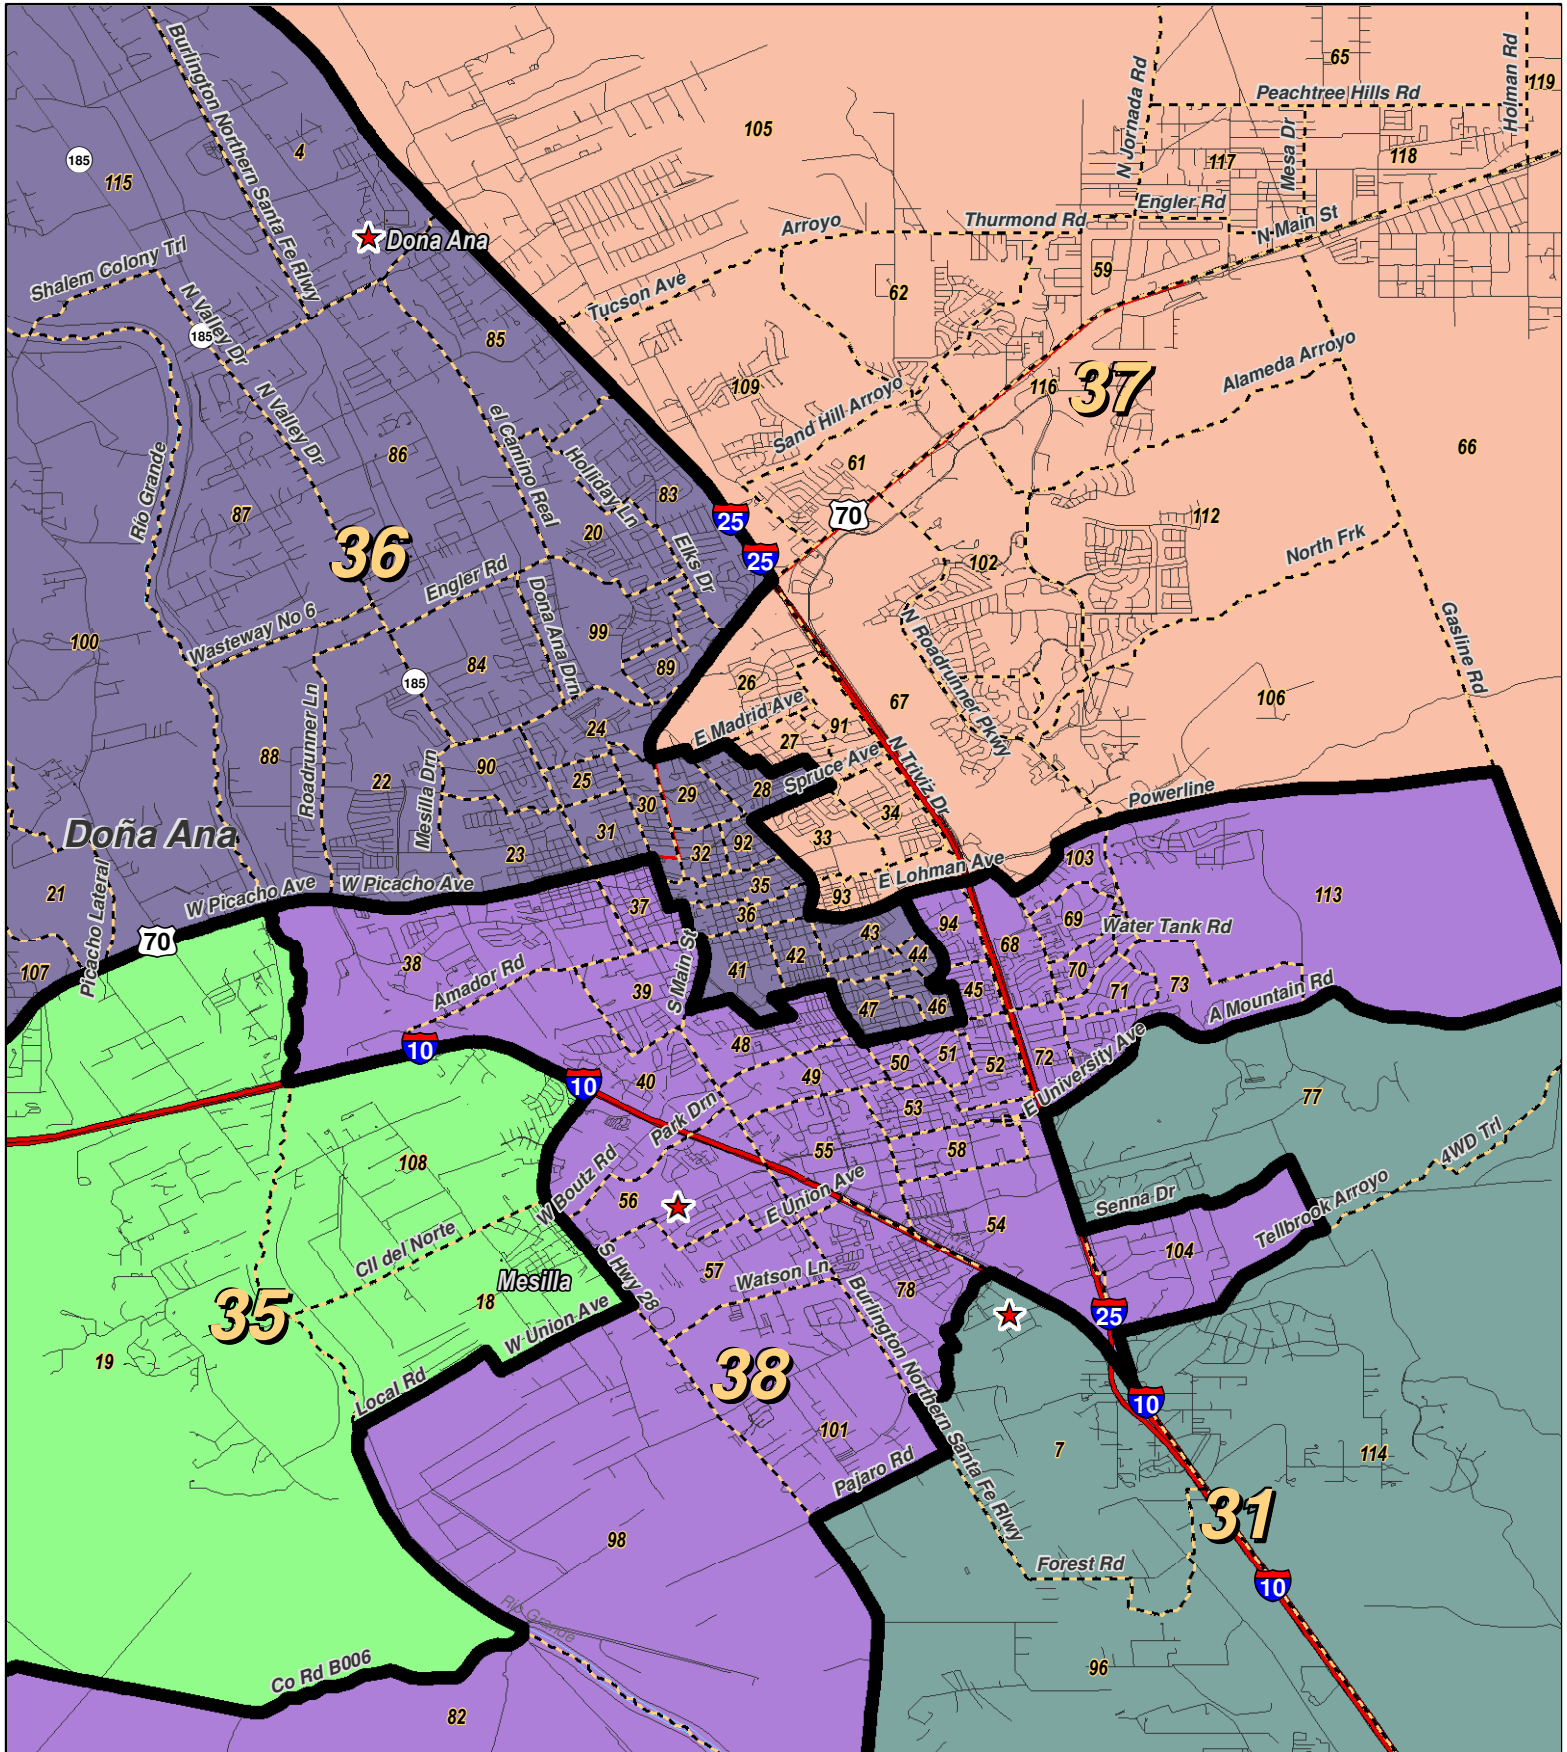 65
Holman Rd
119
Peachtree Hills Rd
Burlington Northern Santa Fe Rlwy
N Jornada Rd
105
4
185
115
117
Mesa Dr
118
Engler Rd
Thurmond Rd
Arroyo
N Main St
Doña Ana
Shalem Colony Trl
59
62
Tucson Ave
N Valley Dr
185
85
109
116
37
Alameda Arroyo
Sand Hill Arroyo
N Valley Dr
el Camino Real
86
66
61
Holliday Ln
Río Grande
83
87
25
70
112
20
36
25
Elks Dr
North Frk
102
Engler Rd
Doña Ana Drn
Wasteway No 6
99
100
N Roadrunner Pkwy
Gasline Rd
84
89
185
26
67
106
Roadrunner Ln
E Madrid Ave
91
24
27
88
90
22
25
Mesilla Drn
Spruce Ave
N Triviz Dr
28
29
30
Powerline
34
33
31
Doña Ana
92
32
23
103
E Lohman Ave
W Picacho Ave
W Picacho Ave
35
93
113
21
Picacho Lateral
37
36
69
94
Water Tank Rd
43
70
68
42
44
38
41
70
107
Amador Rd
S Main St
39
45
71
73
A Mountain Rd
47
46
10
48
50
51
52
72
E University Ave
49
10
40
77
Park Drn
53
4WD Trl
55
58
108
W Boutz Rd
56
E Union Ave
Senna Dr
Tellbrook Arroyo
54
Cll del Norte
104
S Hwy 28
57
Watson Ln
Mesilla
78
18
Burlington Northern Santa Fe Rlwy
25
35
W Union Ave
19
38
Local Rd
10
101
7
114
Pajaro Rd
31
98
Forest Rd
10
Río Grande
Co Rd B006
96
82